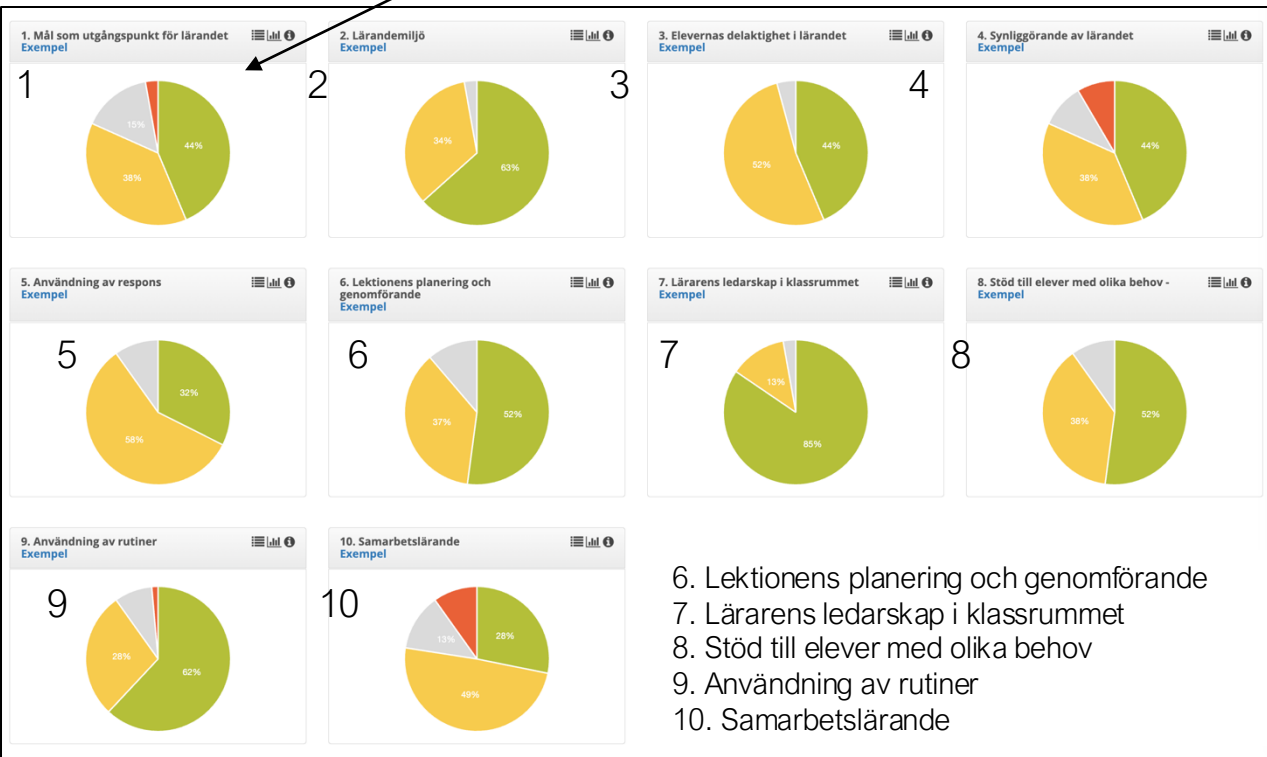 1. Mål som utgångspunkt för lärandet
Exempel
1
15%
44%
38%
2. Lärandemiljö
Exempel
2
34%
63%
3. Elevernas delaktighet i lärandet
Exempel
3
44%
52%
4. Synliggörande av lärandet
Exempel
4
44%
38%
5. Användning av respons
Exempel
5
32%
58%
6. Lektionens planering och
genomförande
Exempel
6
52%
37%
7. Lärarens ledarskap i klassrummet
Exempel
7
13%
85%
8. Stöd till elever med olika behov -
Exempel
8
52%
38%
9. Användning av rutiner
Exempel
9
28%
62%
10. Samarbetslärande
Exempel
10
13%
28%
49%
6. Lektionens planering och genomförande
7. Lärarens ledarskap i klassrummet
8. Stöd till elever med olika behov
9. Användning av rutiner
10. Samarbetslärande